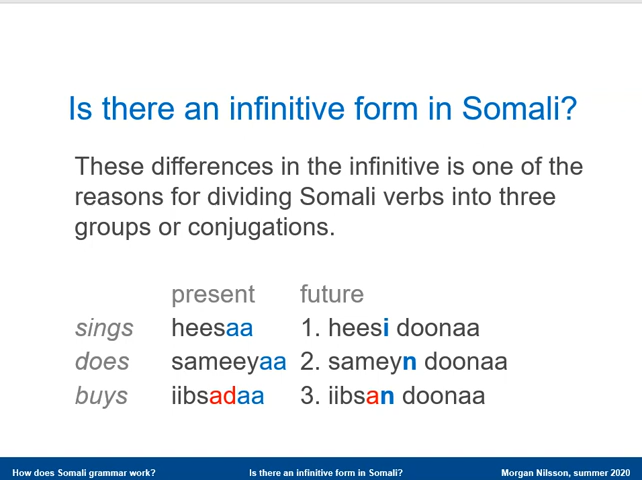 Is there an infinitive form in Somali?
These differences in the infinitive is one of the
reasons for dividing Somali verbs into three
groups or conjugations.
present future
sings heesaa 1. heesi doonaa
does sameeyaa 2. sameyn doonaa
buys iibsadaa 3. iibsan doonaa
How does Somali grammar work? Is there an infinitive form in Somali? Morgan Nilsson, summer 2020